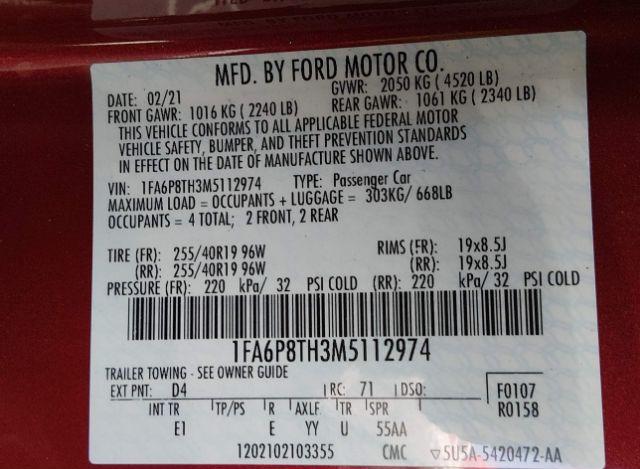 MFD. BY FORD MOTOR CO.
DATE: 02/21 GVWR: 2050 KG ( 4520 LB)
FRONT GAWR: 1016 KG ( 2240 LB) REAR GAWR: 1061 KG ( 2340 LB)
THIS VEHICLE CONFORMS TO ALL APPLICABLE FEDERAL MOTOR
VEHICLE SAFETY, BUMPER, AND THEFT PREVENTION STANDARDS
IN EFFECT ON THE DATE OF MANUFACTURE SHOWN ABOVE.
VIN: 1FA6P8TH3M5112974 TYPE: Passenger Car
MAXIMUM LOAD = OCCUPANTS + LUGGAGE = 303KG/ 668LB
OCCUPANTS = 4 TOTAL; 2 FRONT, 2 REAR
TIRE (FR): 255/40R19 96W RIMS (FR): 19x8.5J
(RR): 255/40R19 96W (RR): 19x8.5J
PRESSURE (FR): 220 kPa/ 32 PSI COLD (RR): 220 kPa/ 32 PSI COLD
1FA6P8TH3M5112974
TRAILER TOWING - SEE OWNER GUIDE
EXT PNT: D4 RC: 71 DSO: F0107
INT TR TP/PS R AXLE TR SPR R0158
E1 E YY U 55AA
1202102103355 CMC ▽5U5A-5420472-AA